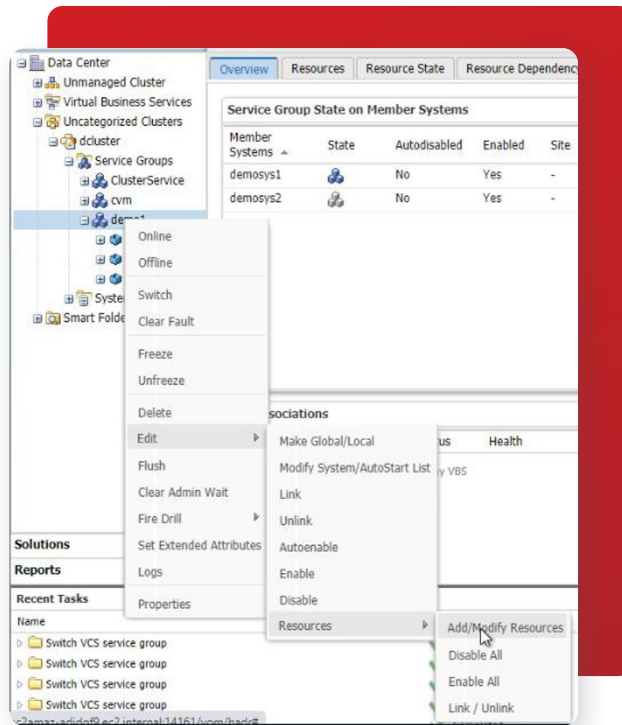 Data Center
Unmanaged Cluster
Virtual Business Services
Uncategorized Clusters
dcluster
Service Groups
ClusterService
cvm
Smart Folde
Overview Resources Resource State Resource Dependency
Service Group State on Member Systems
Member Systems State Autodisabled Enabled Site
demosys1 No Yes -
demosys2 No Yes -
Online
Offline
Switch
Clear Fault
Freeze
Unfreeze
Delete
Edit
Flush
Clear Admin Wait
Fire Drill
Set Extended Attributes
Logs
Properties
sociations
us Health
y VBS
Make Global/Local
Modify System/AutoStart List
Link
Unlink
Autoenable
Enable
Disable
Resources
Add/Modify Resources
Disable All
Enable All
Link / Unlink
Solutions
Reports
Recent Tasks
Name
Switch VCS service group
Switch VCS service group
Switch VCS service group
Switch VCS service group